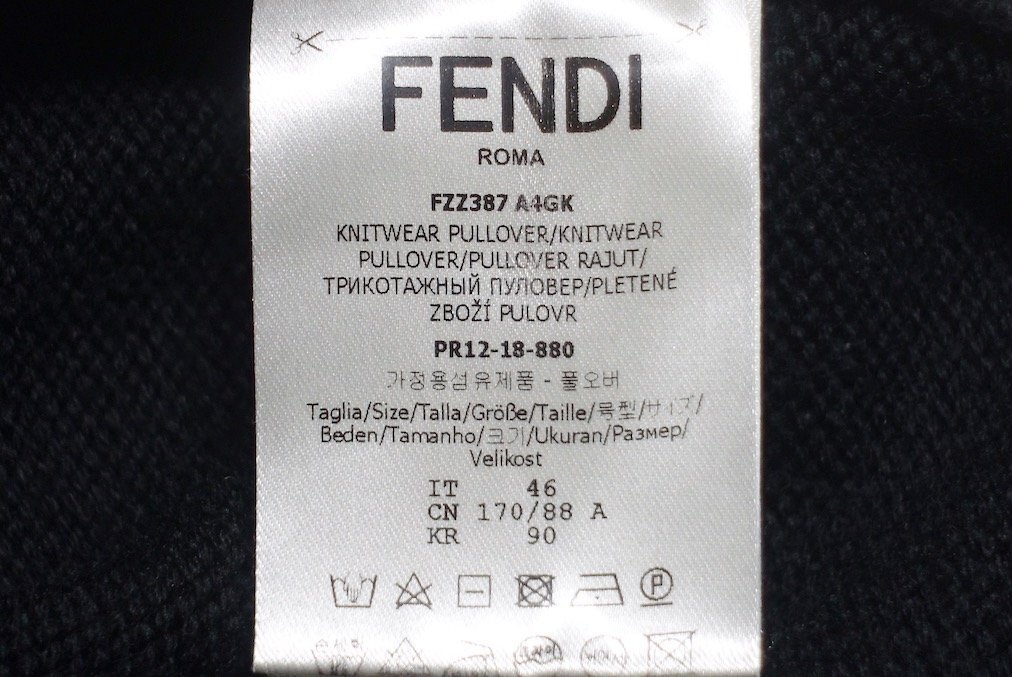 FENDI
ROMA
FZZ387 A4GK
KNITWEAR PULLOVER/KNITWEAR
PULLOVER/PULLOVER RAJUT/
ТРИКОТАЖНЫЙ ПУЛОВЕР/PLETENÉ
ZBOŽÍ PULOVR
PR12-18-880
가정용섬유제품 - 풀오버
Taglia/Size/Talla/Größe/Taille/号型/サイズ/
Beden/Tamanho/크기/Ukuran/Размер/
Velikost
IT 46
CN 170/88 A
KR 90
P